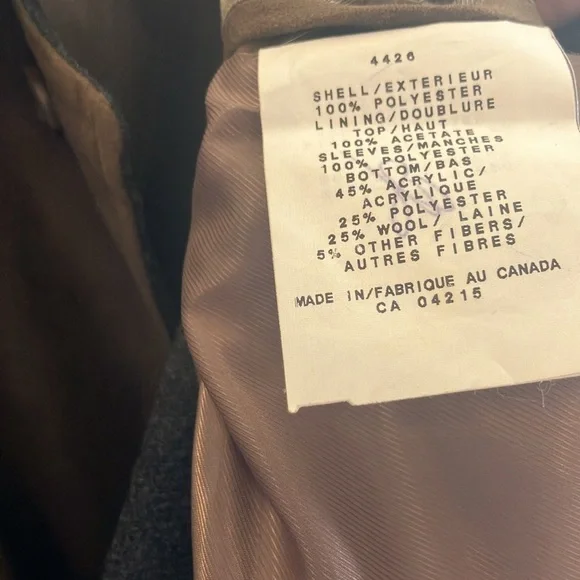 4426
SHELL/EXTERIEUR
100% POLYESTER
LINING/DOUBLURE
TOP/HAUT
100% ACETATE
SLEEVES/MANCHES
100% POLYESTER
BOTTOM/BAS
45% ACRYLIC/
ACRYLIQUE
25% POLYESTER
25% WOOL/ LAINE
5% OTHER FIBERS/
AUTRES FIBRES
MADE IN/FABRIQUE AU CANADA
CA 04215